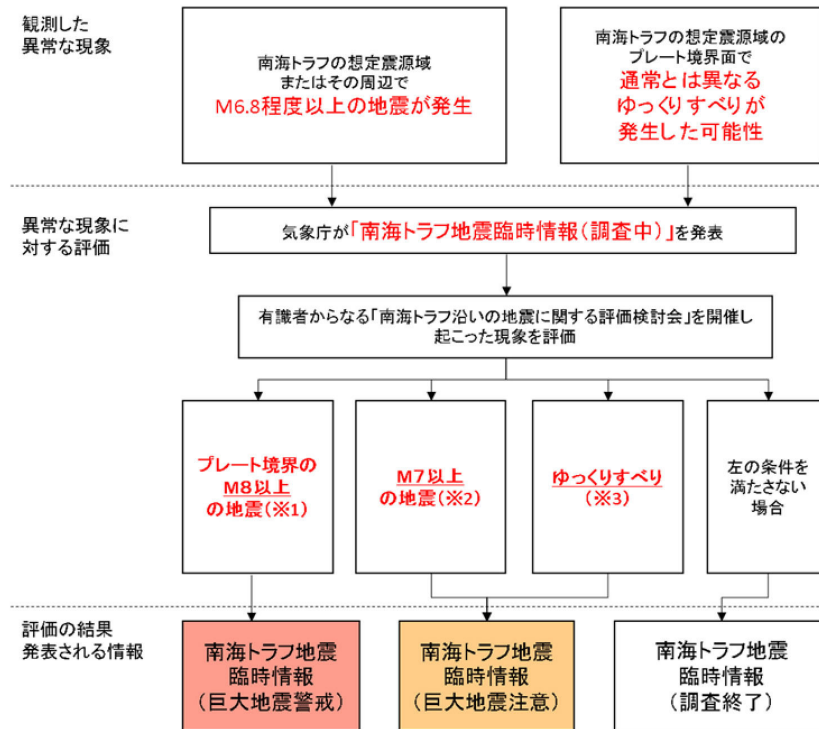 観測した
異常な現象
南海トラフの想定震源域
またはその周辺で
M6.8程度以上の地震が発生
南海トラフの想定震源域の
プレート境界面で
通常とは異なる
ゆっくりすべりが
発生した可能性
異常な現象に
対する評価
気象庁が「南海トラフ地震臨時情報(調査中)」を発表
有識者からなる「南海トラフ沿いの地震に関する評価検討会」を開催し
起こった現象を評価
プレート境界の
M8以上
の地震(※1)
M7以上
の地震(※2)
ゆっくりすべり
(※3)
左の条件を
満たさない
場合
評価の結果
発表される情報
南海トラフ地震
臨時情報
(巨大地震警戒)
南海トラフ地震
臨時情報
(巨大地震注意)
南海トラフ地震
臨時情報
(調査終了)